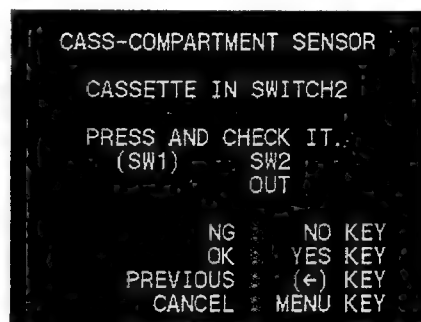 CASS-COMPARTMENT SENSOR
CASSETTE IN SWITCH2
PRESS AND CHECK IT.
(SW1) SW2
OUT
NG : NO KEY
OK : YES KEY
PREVIOUS : (←) KEY
CANCEL : MENU KEY